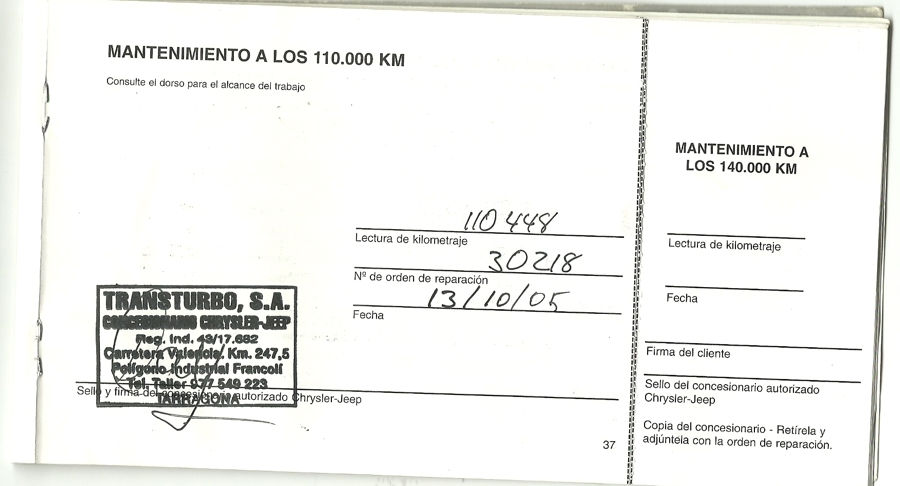 MANTENIMIENTO A LOS 110.000 KM
Consulte el dorso para el alcance del trabajo
110448
Lectura de kilometraje
30218
Nº de orden de reparación
13/10/05
Fecha
TRANSTURBO, S.A.
CONCESIONARIO CHRYSLER-JEEP
Reg. Ind. 43/17.682
Carretera Valencia, Km. 247,5
Polígono Industrial Francolí
Tel. Taller 977 549 223
TARRAGONA
Sello y firma del concesionario autorizado Chrysler-Jeep
37
MANTENIMIENTO A
LOS 140.000 KM
Lectura de kilometraje
Fecha
Firma del cliente
Sello del concesionario autorizado
Chrysler-Jeep
Copia del concesionario - Retírela y
adjúntela con la orden de reparación.